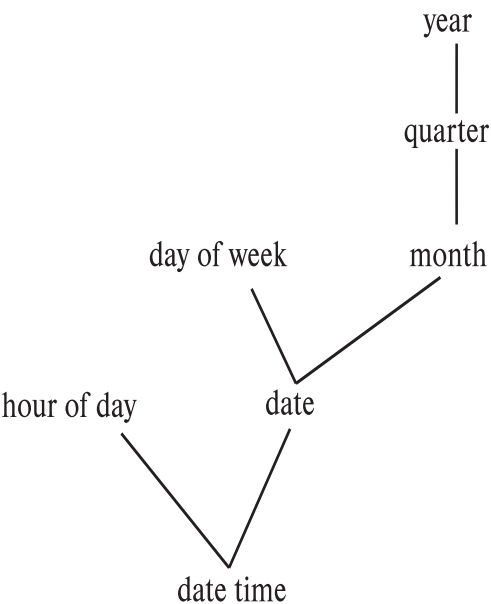 year
quarter
day of week
month
hour of day
date
date time